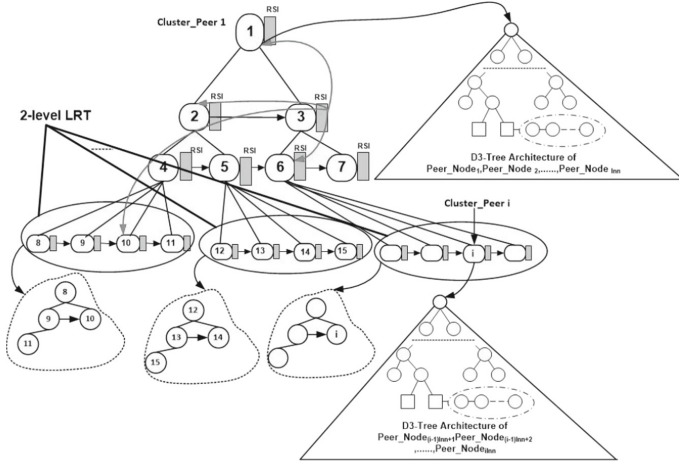 Cluster_Peer 1
RSI
1
RSI
RSI
2
3
2-level LRT
RSI
RSI
RSI
RSI
4
5
6
7
D3-Tree Architecture of
Peer_Node1,Peer_Node 2,......,Peer_Node lnn
Cluster_Peer i
8
9
10
11
12
13
14
15
i
8
9
10
11
12
13
14
15
i
D3-Tree Architecture of
Peer_Node(i-1)lnn+1Peer_Node(i-1)lnn+2
,......,Peer_Nodeilnn